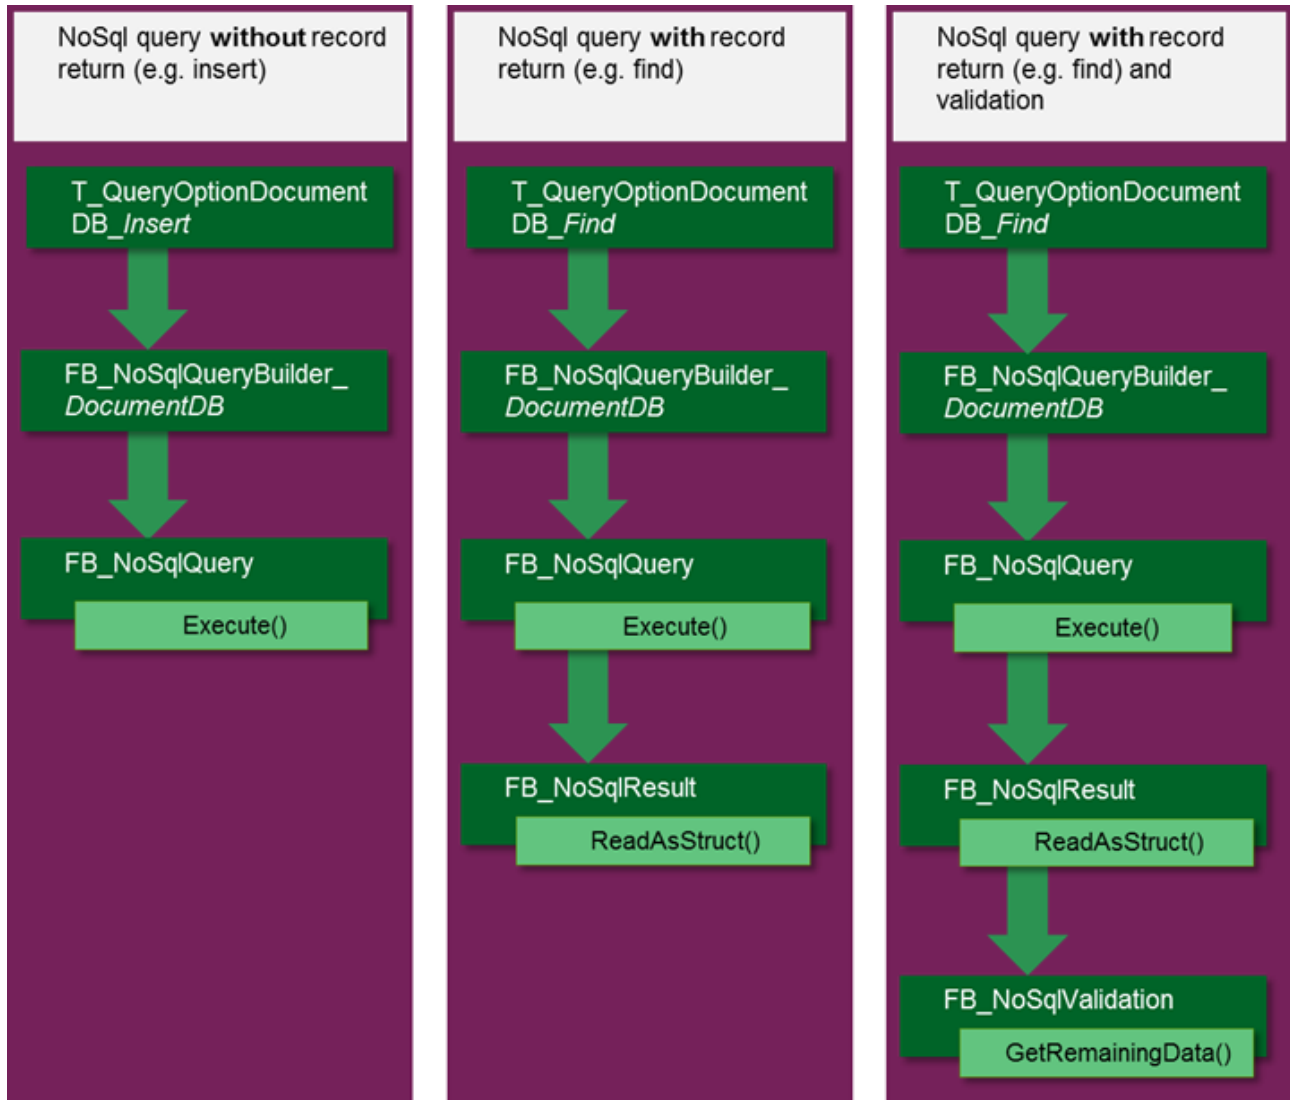 NoSql query without record
return (e.g. insert)
T_QueryOptionDocument
DB_Insert
FB_NoSqlQueryBuilder_
DocumentDB
FB_NoSqlQuery
Execute()
NoSql query with record
return (e.g. find)
T_QueryOptionDocument
DB_Find
FB_NoSqlQueryBuilder_
DocumentDB
FB_NoSqlQuery
Execute()
FB_NoSqlResult
ReadAsStruct()
NoSql query with record
return (e.g. find) and
validation
T_QueryOptionDocument
DB_Find
FB_NoSqlQueryBuilder_
DocumentDB
FB_NoSqlQuery
Execute()
FB_NoSqlResult
ReadAsStruct()
FB_NoSqlValidation
GetRemainingData()